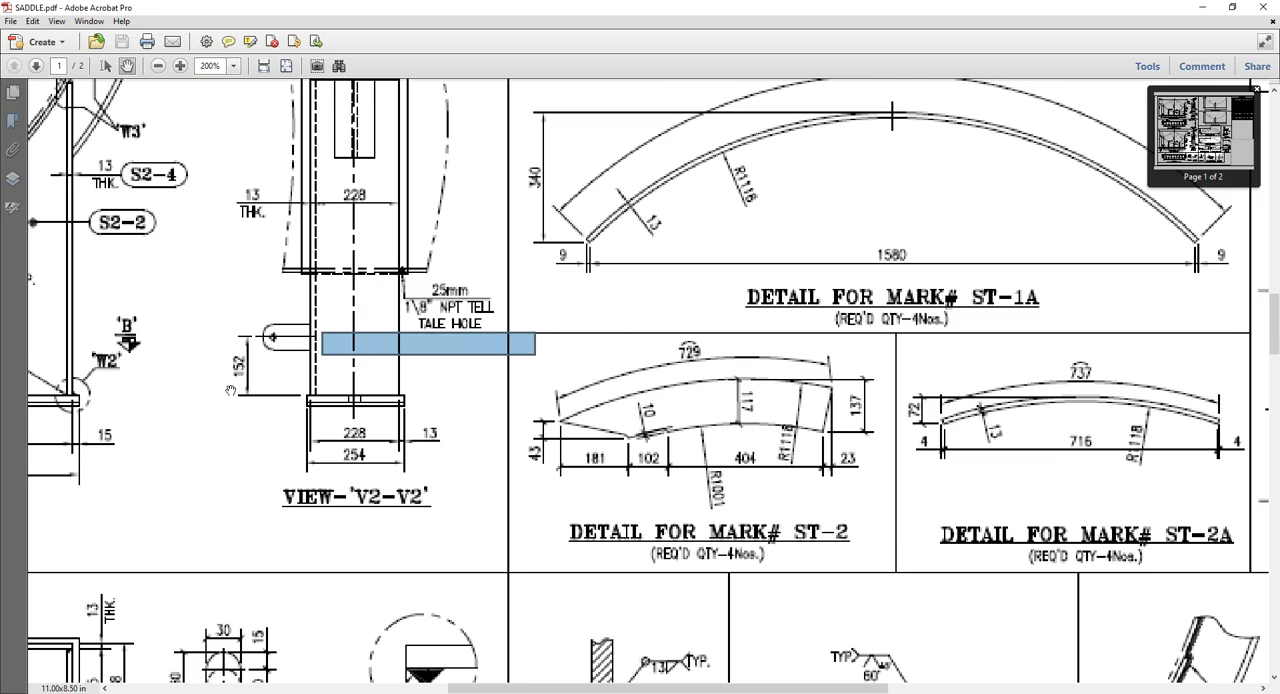 SADDLE.pdf - Adobe Acrobat Pro
File Edit View Window Help
Create
1 / 2
200%
Tools Comment Share
'W3'
13
THK.
S2-4
S2-2
'B'
'W2'
15
13
THK.
228
25mm
1\8" NPT TELL
TALE HOLE
152
228
13
254
VIEW-'V2-V2'
340
R1116
13
9
1580
9
DETAIL FOR MARK# ST-1A
(REQ'D QTY-4Nos.)
Page 1 of 2
729
10
117
R1118
137
43
181
102
404
23
R1001
DETAIL FOR MARK# ST-2
(REQ'D QTY-4Nos.)
737
72
13
R1118
4
716
4
DETAIL FOR MARK# ST-2A
(REQ'D QTY-4Nos.)
13
THK.
30
15
13
TYP.
TYP
60°
11.00x8.50 in